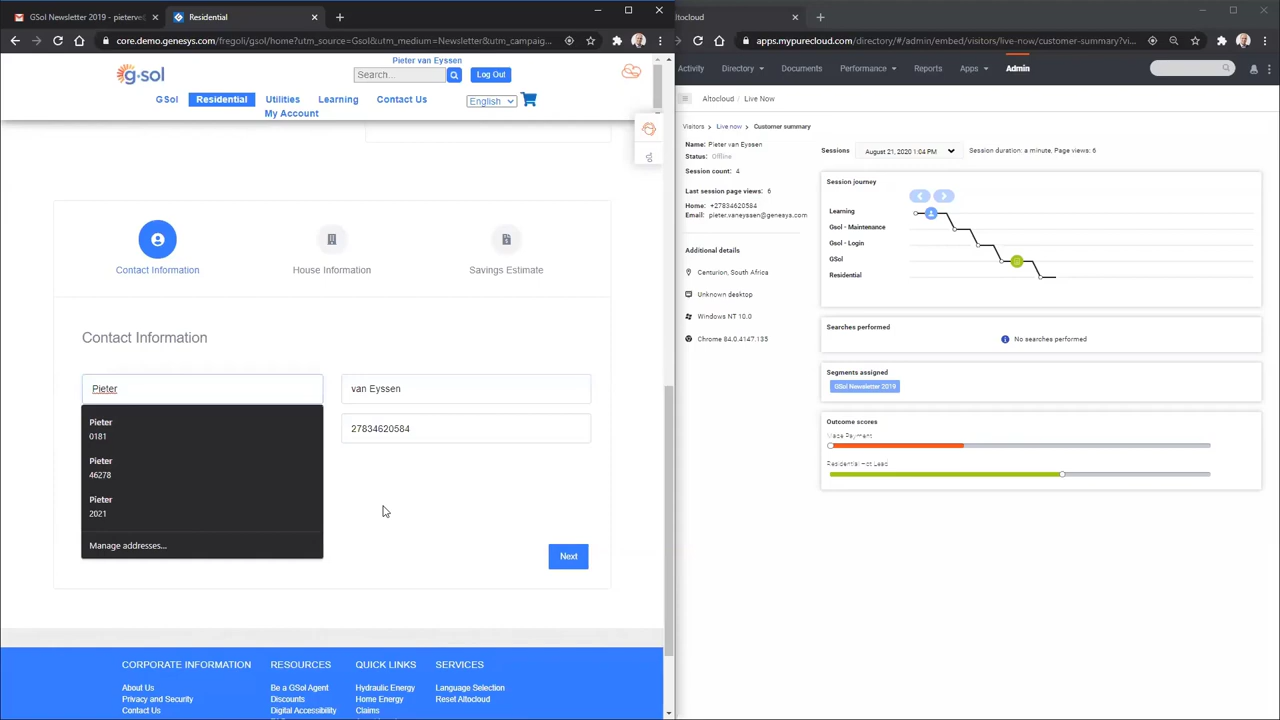 GSol Newsletter 2019 - pieterve
Residential
core.demo.genesys.com/fregoli/gsol/home?utm_source=Gsol&utm_medium=Newsletter&utm_campaig...
Pieter van Eyssen
g·sol
Search...
Log Out
GSol
Residential
Utilities
Learning
Contact Us
English
My Account
Contact Information
House Information
Savings Estimate
Contact Information
Pieter
van Eyssen
27834620584
Pieter
0181
Pieter
46278
Pieter
2021
Manage addresses...
Next
CORPORATE INFORMATION
About Us
Privacy and Security
Contact Us
RESOURCES
Be a GSol Agent
Discounts
Digital Accessibility
QUICK LINKS
Hydraulic Energy
Home Energy
Claims
SERVICES
Language Selection
Reset Altocloud
ltocloud
apps.mypurecloud.com/directory/#/admin/embed/visitors/live/customer-summary?vi...
Activity
Directory
Documents
Performance
Reports
Apps
Admin
Altocloud / Live Now
Visitors > Live now > Customer summary
Name: Pieter van Eyssen
Status: Offline
Session count: 4
Last session page views: 6
Home: +27834620584
Email: pieter.vaneyssen@genesys.com
Additional details
Centurion, South Africa
Unknown desktop
Windows NT 10.0
Chrome 84.0.4147.135
Sessions
August 21, 2020 1:04 PM
Session duration: a minute, Page views: 6
Session journey
Learning
Gsol - Maintenance
Gsol - Login
GSol
Residential
Searches performed
No searches performed
Segments assigned
GSol Newsletter 2019
Outcome scores
Payment
Residential Hot Lead